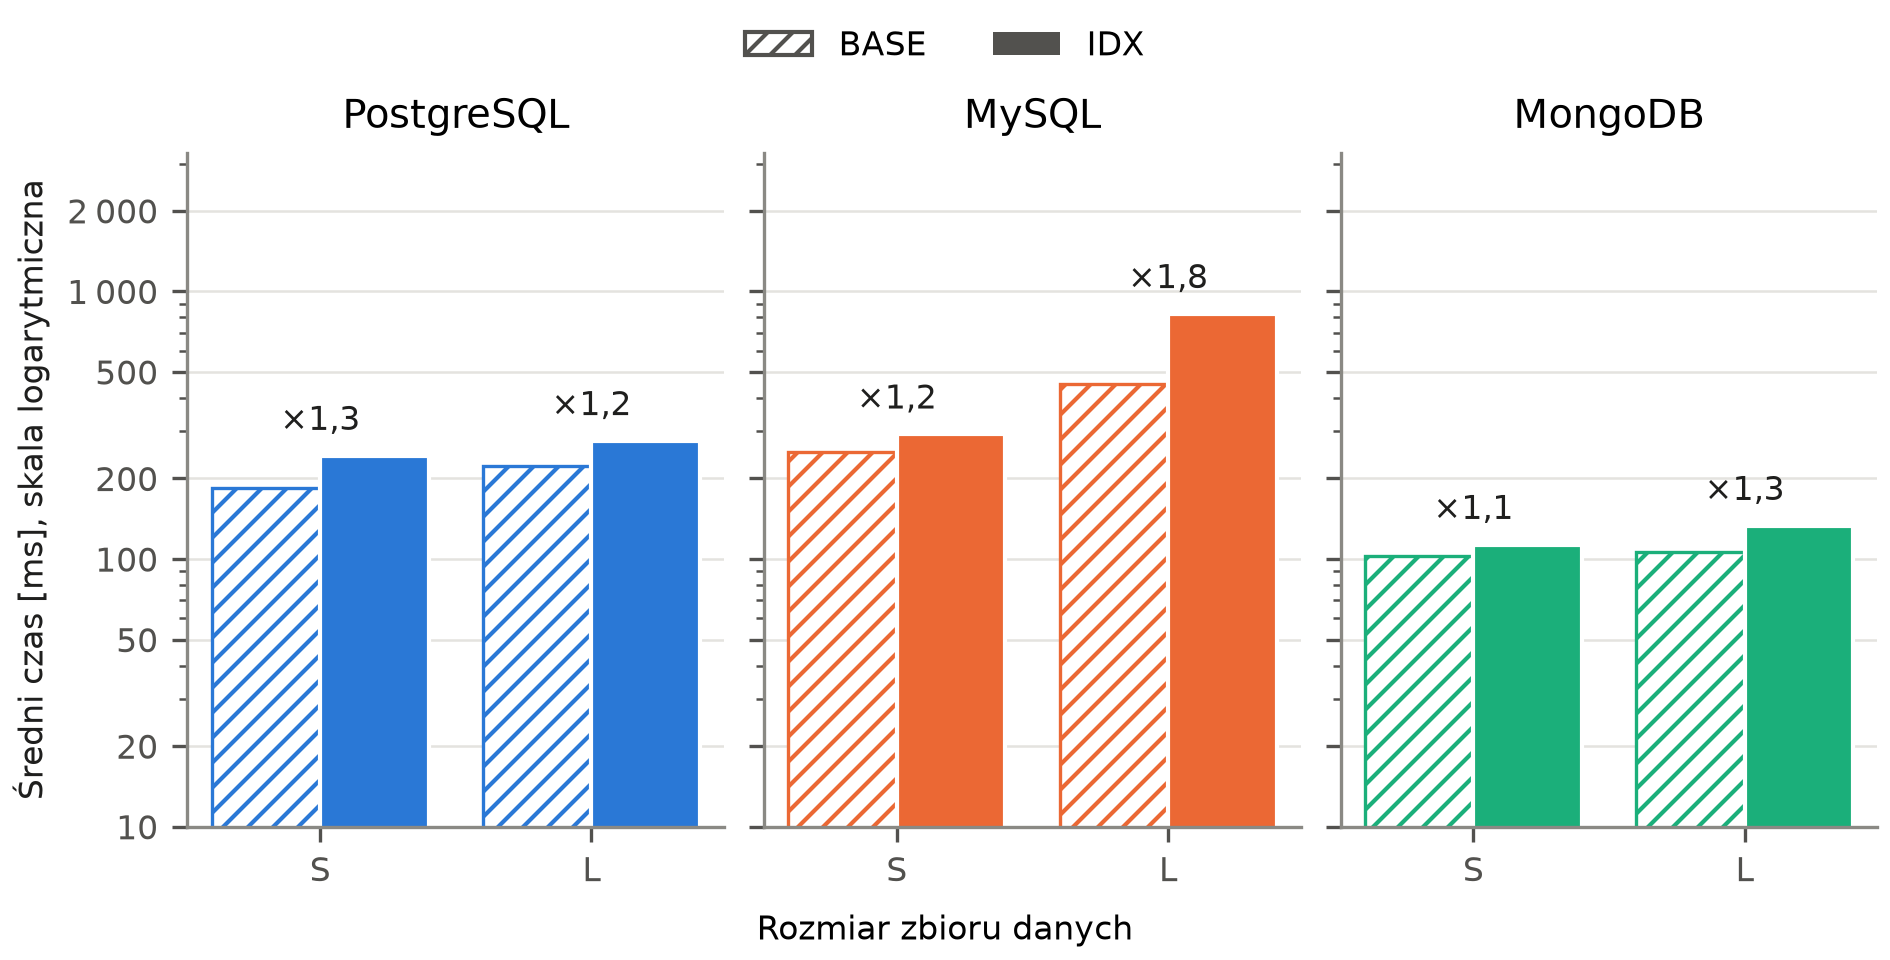 BASE IDX
PostgreSQL MySQL MongoDB
Średni czas [ms], skala logarytmiczna
2 000
1 000
500
200
100
50
20
10
×1,3 ×1,2
×1,2 ×1,8
×1,1 ×1,3
S L S L S L
Rozmiar zbioru danych